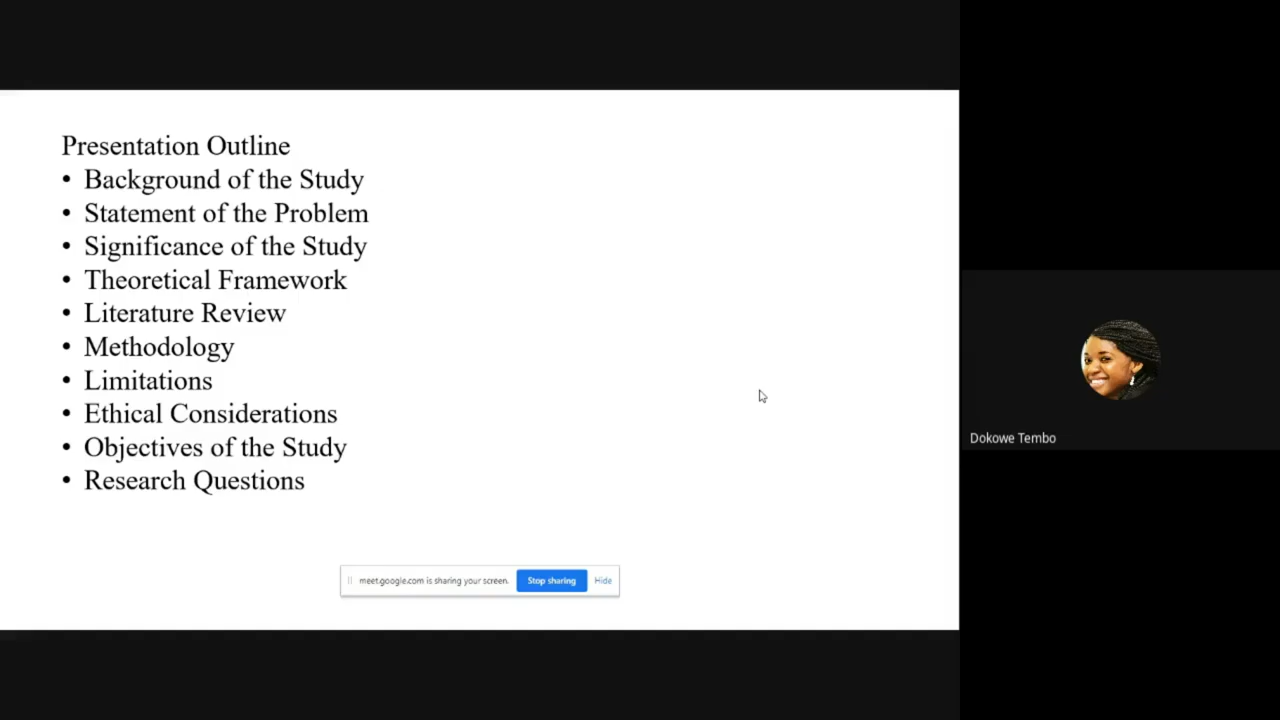 Presentation Outline
• Background of the Study
• Statement of the Problem
• Significance of the Study
• Theoretical Framework
• Literature Review
• Methodology
• Limitations
• Ethical Considerations
• Objectives of the Study
• Research Questions
meet.google.com is sharing your screen. Stop sharing Hide
Dokowe Tembo